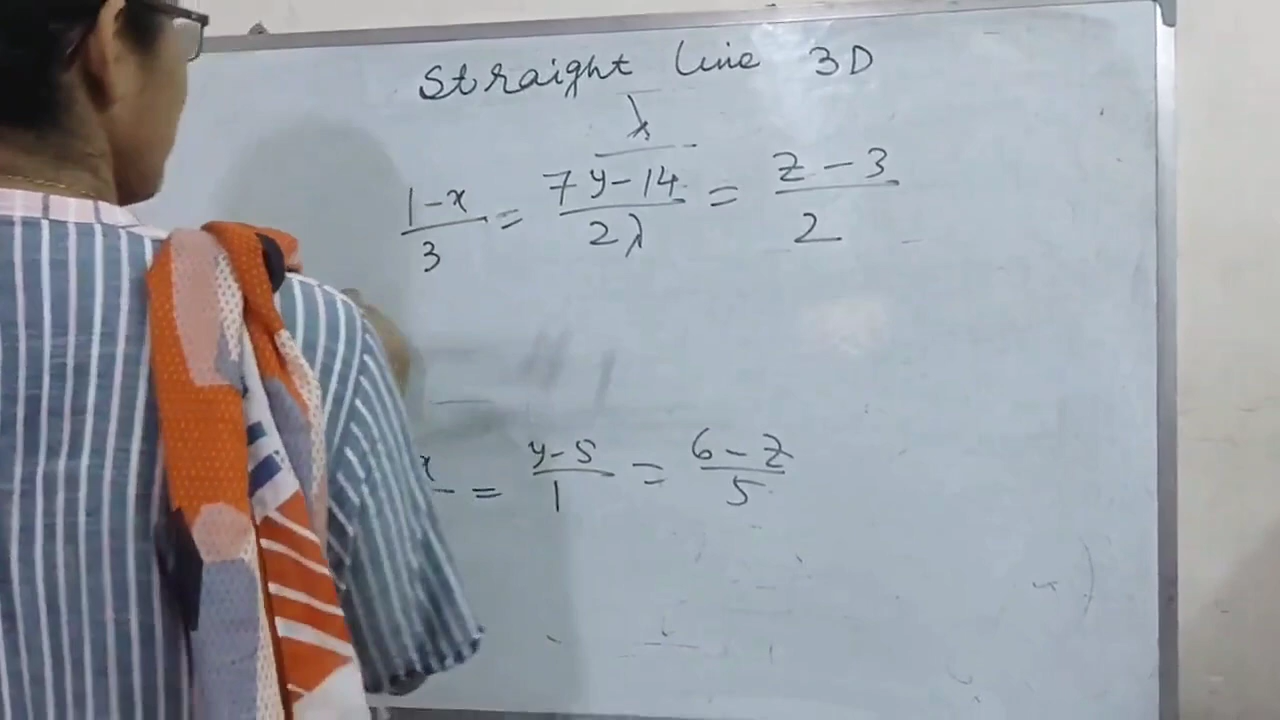 Straight line 3D
λ
1-x/3 = 7y-14/2λ = z-3/2
x = y-5/1 = 6-z/5